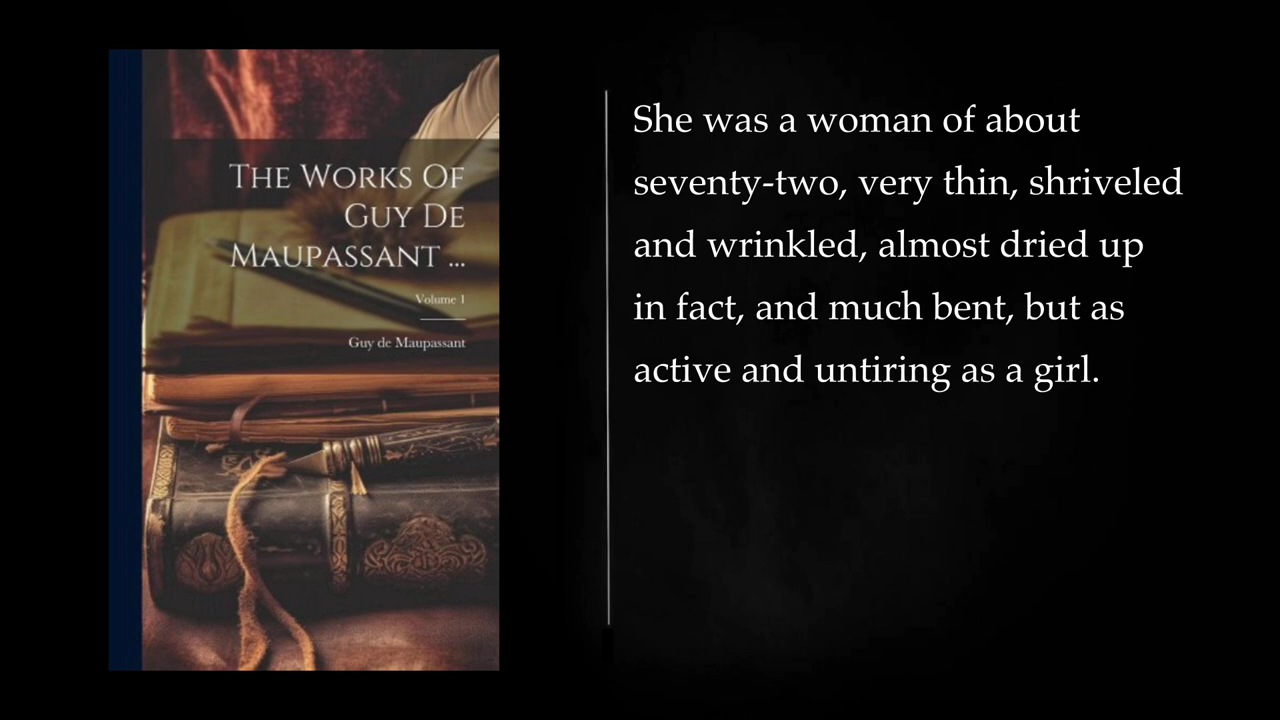 The Works Of
Guy De
Maupassant ...
Volume 1
Guy de Maupassant
She was a woman of about
seventy-two, very thin, shriveled
and wrinkled, almost dried up
in fact, and much bent, but as
active and untiring as a girl.